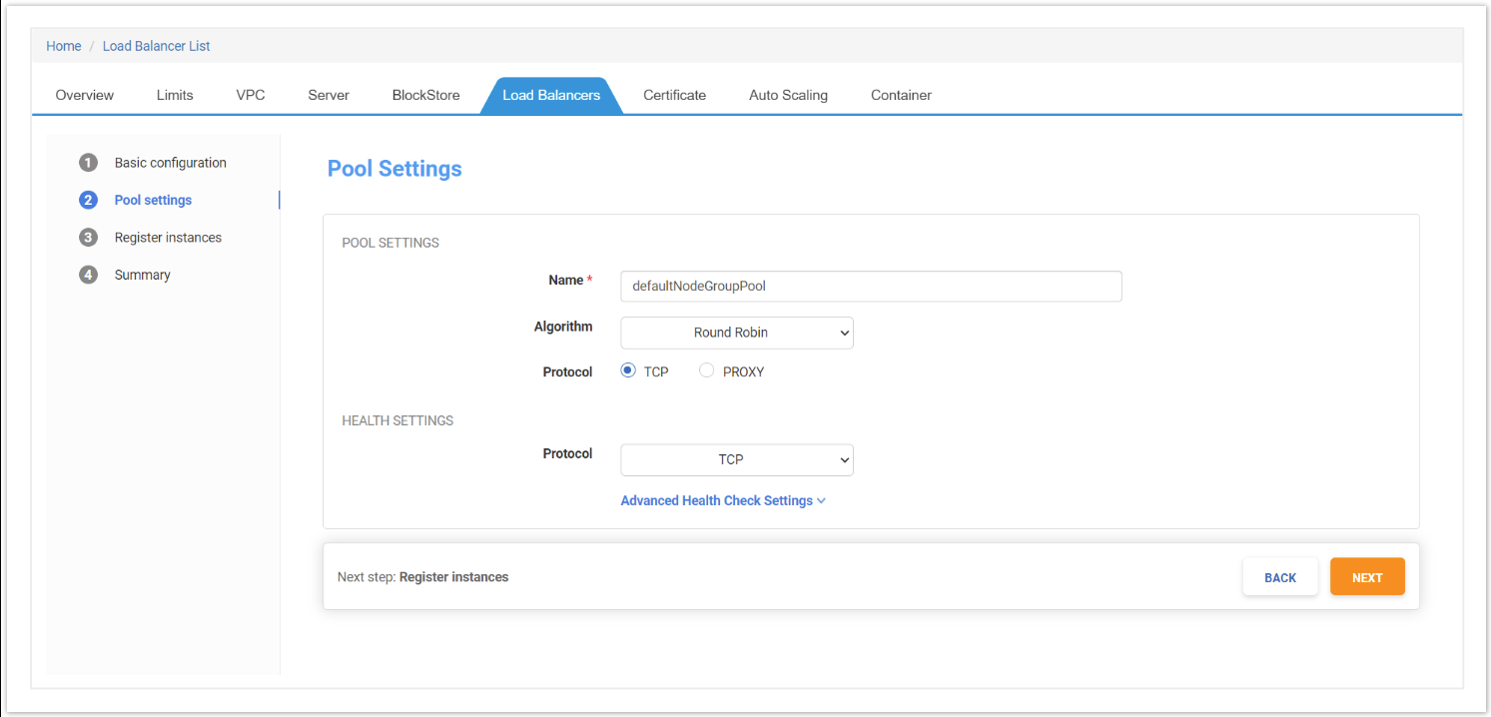 Home / Load Balancer List
Overview Limits VPC Server BlockStore Load Balancers Certificate Auto Scaling Container
1 Basic configuration
2 Pool settings
3 Register instances
4 Summary
Pool Settings
POOL SETTINGS
Name * defaultNodeGroupPool
Algorithm Round Robin
Protocol TCP PROXY
HEALTH SETTINGS
Protocol TCP
Advanced Health Check Settings
Next step: Register instances BACK NEXT